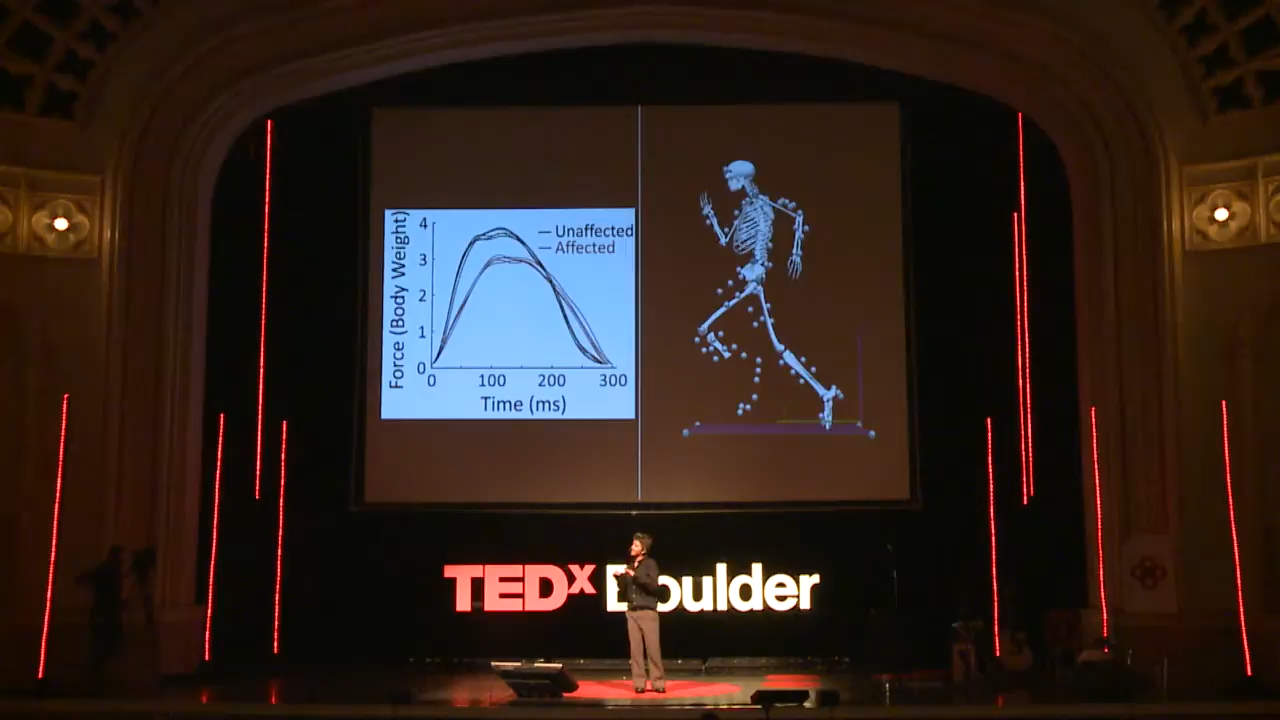 Force (Body Weight)
4
3
2
1
0
Unaffected
Affected
0 100 200 300
Time (ms)
TEDx Boulder